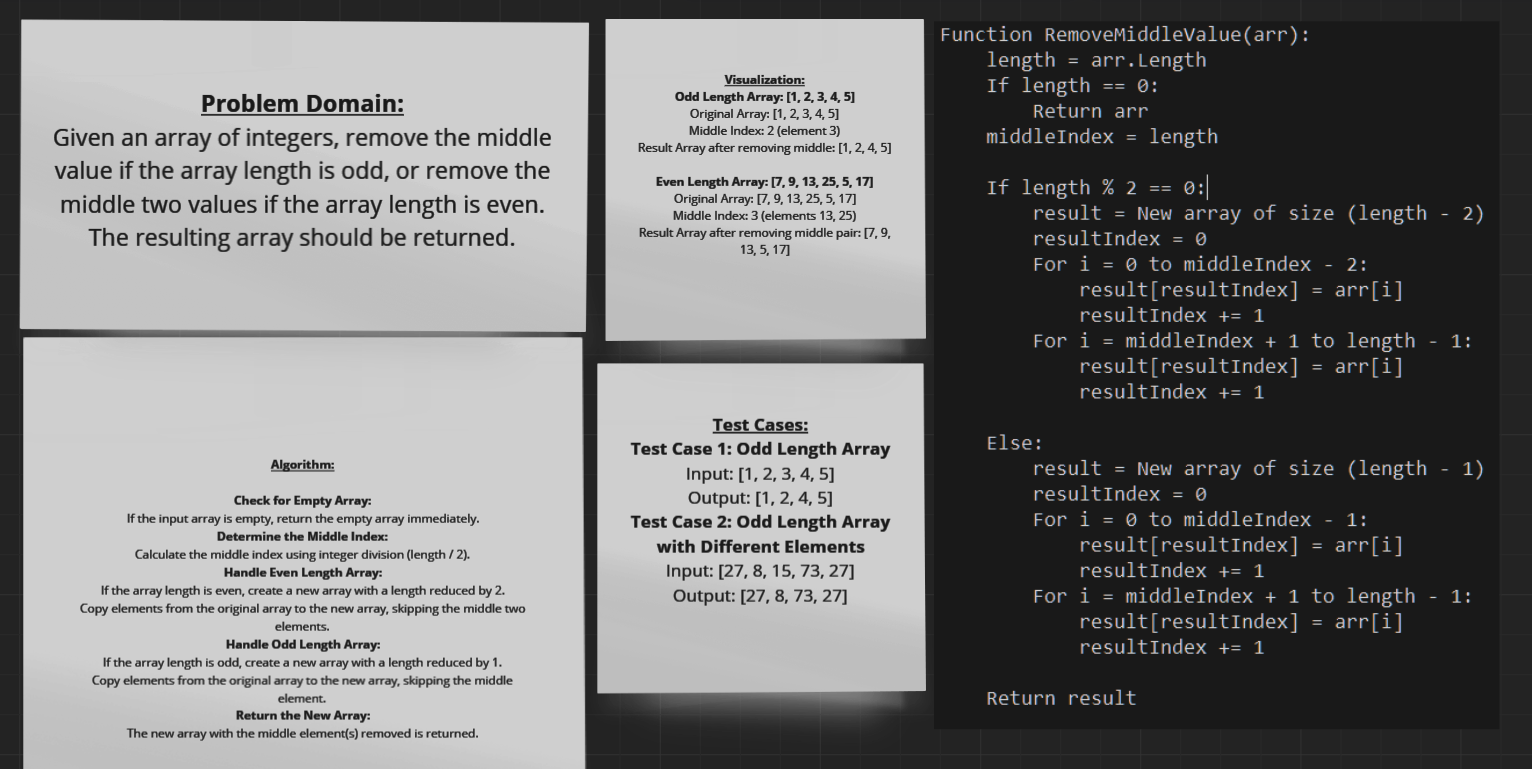 Problem Domain:
Given an array of integers, remove the middle
value if the array length is odd, or remove the
middle two values if the array length is even.
The resulting array should be returned.
Algorithm:
Check for Empty Array:
If the input array is empty, return the empty array immediately.
Determine the Middle Index:
Calculate the middle index using integer division (length / 2).
Handle Even Length Array:
If the array length is even, create a new array with a length reduced by 2.
Copy elements from the original array to the new array, skipping the middle two
elements.
Handle Odd Length Array:
If the array length is odd, create a new array with a length reduced by 1.
Copy elements from the original array to the new array, skipping the middle
element.
Return the New Array:
The new array with the middle element(s) removed is returned.
Visualization:
Odd Length Array: [1, 2, 3, 4, 5]
Original Array: [1, 2, 3, 4, 5]
Middle Index: 2 (element 3)
Result Array after removing middle: [1, 2, 4, 5]
Even Length Array: [7, 9, 13, 25, 5, 17]
Original Array: [7, 9, 13, 25, 5, 17]
Middle Index: 3 (elements 13, 25)
Result Array after removing middle pair: [7, 9,
13, 5, 17]
Test Cases:
Test Case 1: Odd Length Array
Input: [1, 2, 3, 4, 5]
Output: [1, 2, 4, 5]
Test Case 2: Odd Length Array
with Different Elements
Input: [27, 8, 15, 73, 27]
Output: [27, 8, 73, 27]
Function RemoveMiddleValue(arr):
    length = arr.Length
    If length == 0:
        Return arr
    middleIndex = length
    If length % 2 == 0:
        result = New array of size (length - 2)
        resultIndex = 0
        For i = 0 to middleIndex - 2:
            result[resultIndex] = arr[i]
            resultIndex += 1
        For i = middleIndex + 1 to length - 1:
            result[resultIndex] = arr[i]
            resultIndex += 1
    Else:
        result = New array of size (length - 1)
        resultIndex = 0
        For i = 0 to middleIndex - 1:
            result[resultIndex] = arr[i]
            resultIndex += 1
        For i = middleIndex + 1 to length - 1:
            result[resultIndex] = arr[i]
            resultIndex += 1
    Return result